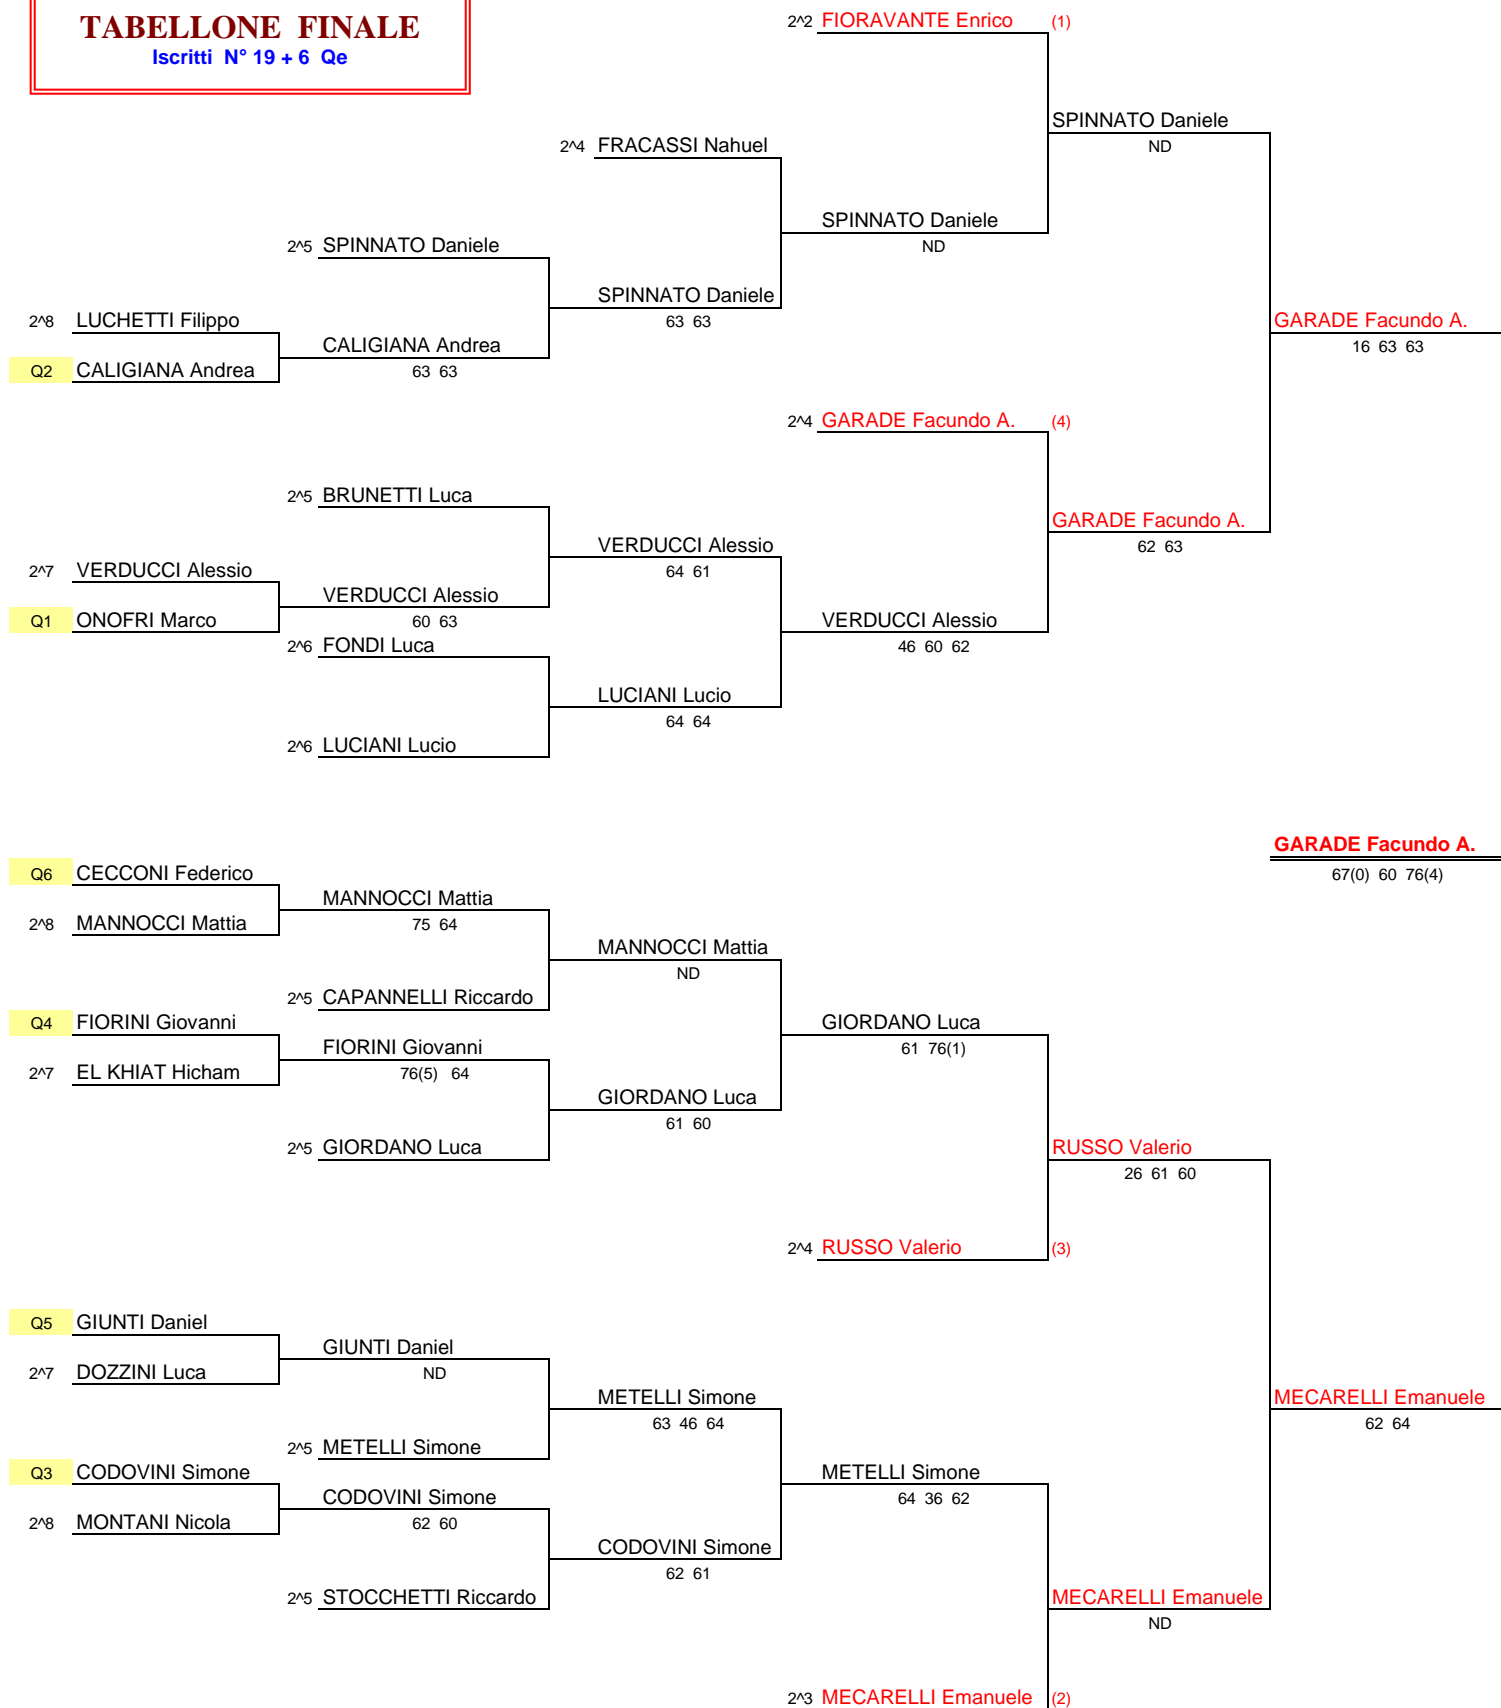 TABELLONE FINALE
Iscritti N° 19 + 6 Qe
2^2 FIORAVANTE Enrico (1)
SPINNATO Daniele
ND
2^4 FRACASSI Nahuel
SPINNATO Daniele
ND
2^5 SPINNATO Daniele
SPINNATO Daniele
63 63
2^8 LUCHETTI Filippo
GARADE Facundo A.
16 63 63
CALIGIANA Andrea
63 63
Q2 CALIGIANA Andrea
2^4 GARADE Facundo A. (4)
2^5 BRUNETTI Luca
GARADE Facundo A.
62 63
VERDUCCI Alessio
64 61
2^7 VERDUCCI Alessio
VERDUCCI Alessio
60 63
Q1 ONOFRI Marco
VERDUCCI Alessio
46 60 62
2^6 FONDI Luca
LUCIANI Lucio
64 64
2^6 LUCIANI Lucio
GARADE Facundo A.
67(0) 60 76(4)
Q6 CECCONI Federico
MANNOCCI Mattia
75 64
2^8 MANNOCCI Mattia
MANNOCCI Mattia
ND
2^5 CAPANNELLI Riccardo
Q4 FIORINI Giovanni
GIORDANO Luca
61 76(1)
FIORINI Giovanni
76(5) 64
2^7 EL KHIAT Hicham
GIORDANO Luca
61 60
2^5 GIORDANO Luca
RUSSO Valerio
26 61 60
2^4 RUSSO Valerio (3)
Q5 GIUNTI Daniel
GIUNTI Daniel
ND
2^7 DOZZINI Luca
METELLI Simone
63 46 64
MECARELLI Emanuele
62 64
2^5 METELLI Simone
Q3 CODOVINI Simone
METELLI Simone
64 36 62
CODOVINI Simone
62 60
2^8 MONTANI Nicola
CODOVINI Simone
62 61
2^5 STOCCHETTI Riccardo
MECARELLI Emanuele
ND
2^3 MECARELLI Emanuele (2)